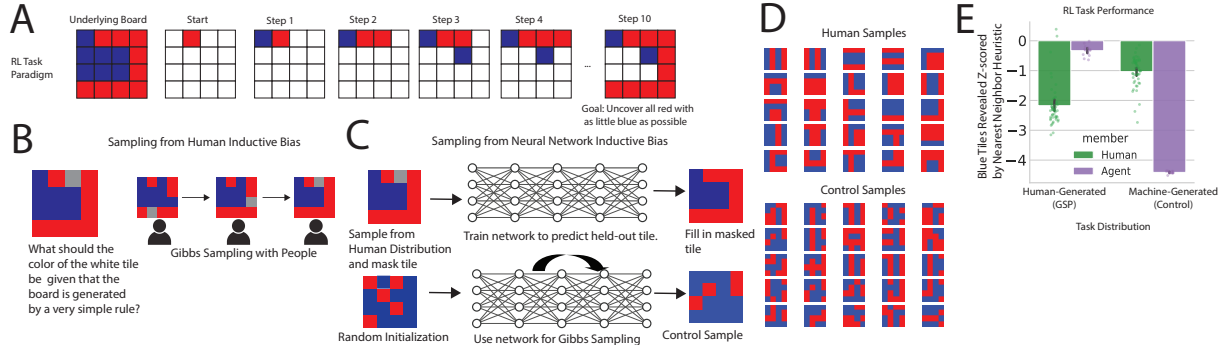 A
RL Task
Paradigm
Underlying Board
Start
Step 1
Step 2
Step 3
Step 4
...
Step 10
Goal: Uncover all red with
as little blue as possible
B
Sampling from Human Inductive Bias
What should the
color of the white tile
be given that the
board is generated
by a very simple rule?
Gibbs Sampling with People
C
Sampling from Neural Network Inductive Bias
Sample from
Human Distribution
and mask tile
Train network to predict held-out tile.
Fill in masked
tile
Random Initialization
Use network for Gibbs Sampling
Control Sample
D
Human Samples
Control Samples
E
RL Task Performance
Blue Tiles Revealed Z-scored
by Nearest Neighbor Heuristic
0
−1
−2
−3
−4
member
Human
Agent
Human-Generated
(GSP)
Machine-Generated
(Control)
Task Distribution